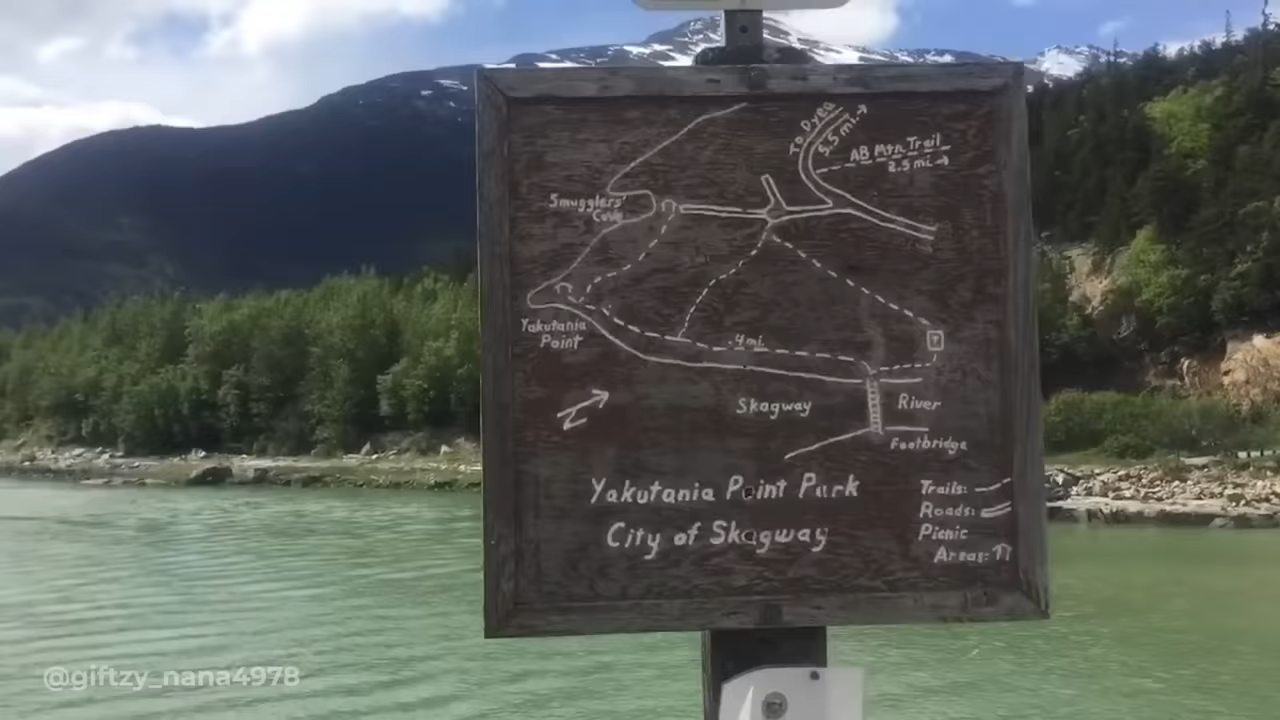 To Dyea
5.5 mi.
AB Mtn. Trail
2.5 mi.
Smugglers'
Cove
Yakutania
Point
.4 mi.
Skagway
River
Footbridge
Yakutania Point Park
City of Skagway
Trails:
Roads:
Picnic
Areas:
@giftzy_nana4978